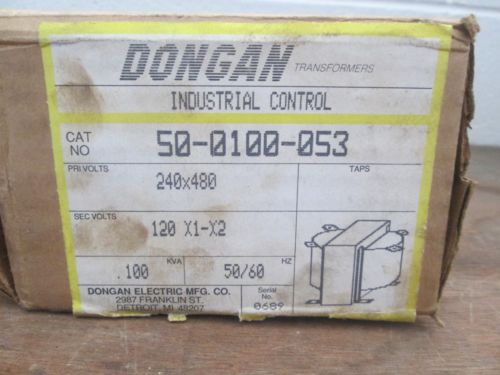 DONGAN TRANSFORMERS
INDUSTRIAL CONTROL
CAT NO 50-0100-053
PRI VOLTS TAPS
240x480
SEC VOLTS
120 X1-X2
.100 KVA 50/60 HZ
DONGAN ELECTRIC MFG. CO.
2987 FRANKLIN ST.
DETROIT, MI 48207
Serial No. 0689